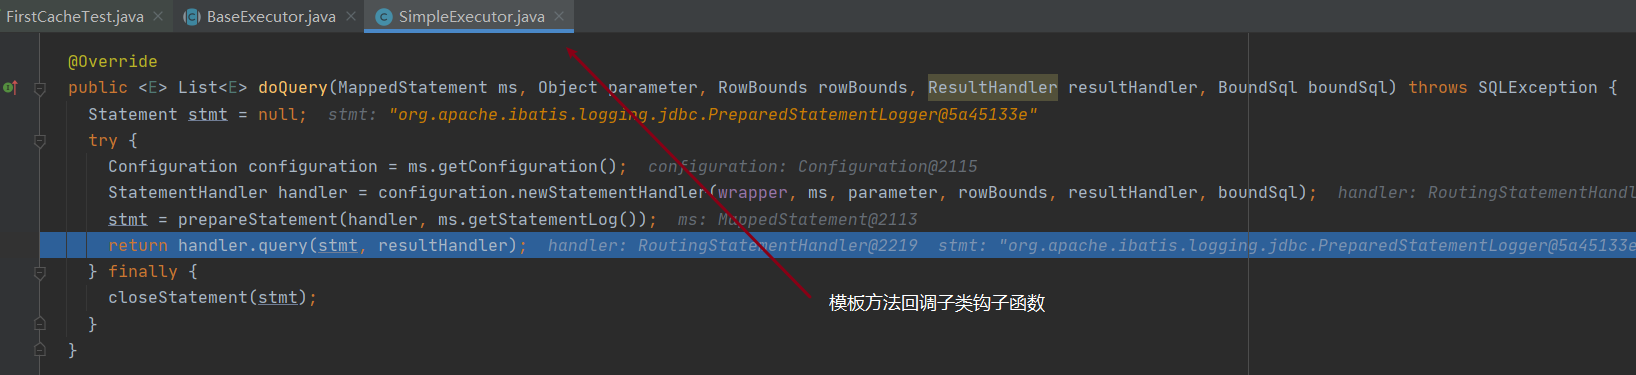 FirstCacheTest.java BaseExecutor.java SimpleExecutor.java
@Override
public <E> List<E> doQuery(MappedStatement ms, Object parameter, RowBounds rowBounds, ResultHandler resultHandler, BoundSql boundSql) throws SQLException {
Statement stmt = null; stmt: "org.apache.ibatis.logging.jdbc.PreparedStatementLogger@5a45133e"
try {
Configuration configuration = ms.getConfiguration(); configuration: Configuration@2115
StatementHandler handler = configuration.newStatementHandler(wrapper, ms, parameter, rowBounds, resultHandler, boundSql); handler: RoutingStatementHandl
stmt = prepareStatement(handler, ms.getStatementLog()); ms: MappedStatement@2113
return handler.query(stmt, resultHandler); handler: RoutingStatementHandler@2219 stmt: "org.apache.ibatis.logging.jdbc.PreparedStatementLogger@5a45133e
} finally {
closeStatement(stmt);
模板方法回调子类钩子函数
}
}